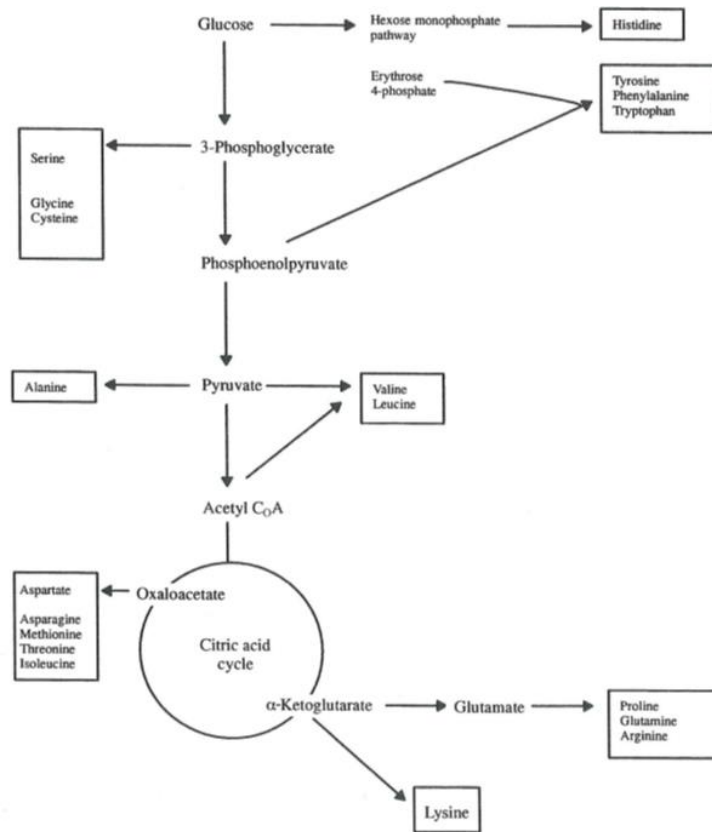 Glucose
Hexose monophosphate
pathway
Histidine
Erythrose
4-phosphate
Tyrosine
Phenylalanine
Tryptophan
Serine
Glycine
Cysteine
3-Phosphoglycerate
Phosphoenolpyruvate
Alanine
Pyruvate
Valine
Leucine
Acetyl COA
Aspartate
Asparagine
Methionine
Threonine
Isoleucine
Oxaloacetate
Citric acid
cycle
α-Ketoglutarate
Glutamate
Proline
Glutamine
Arginine
Lysine